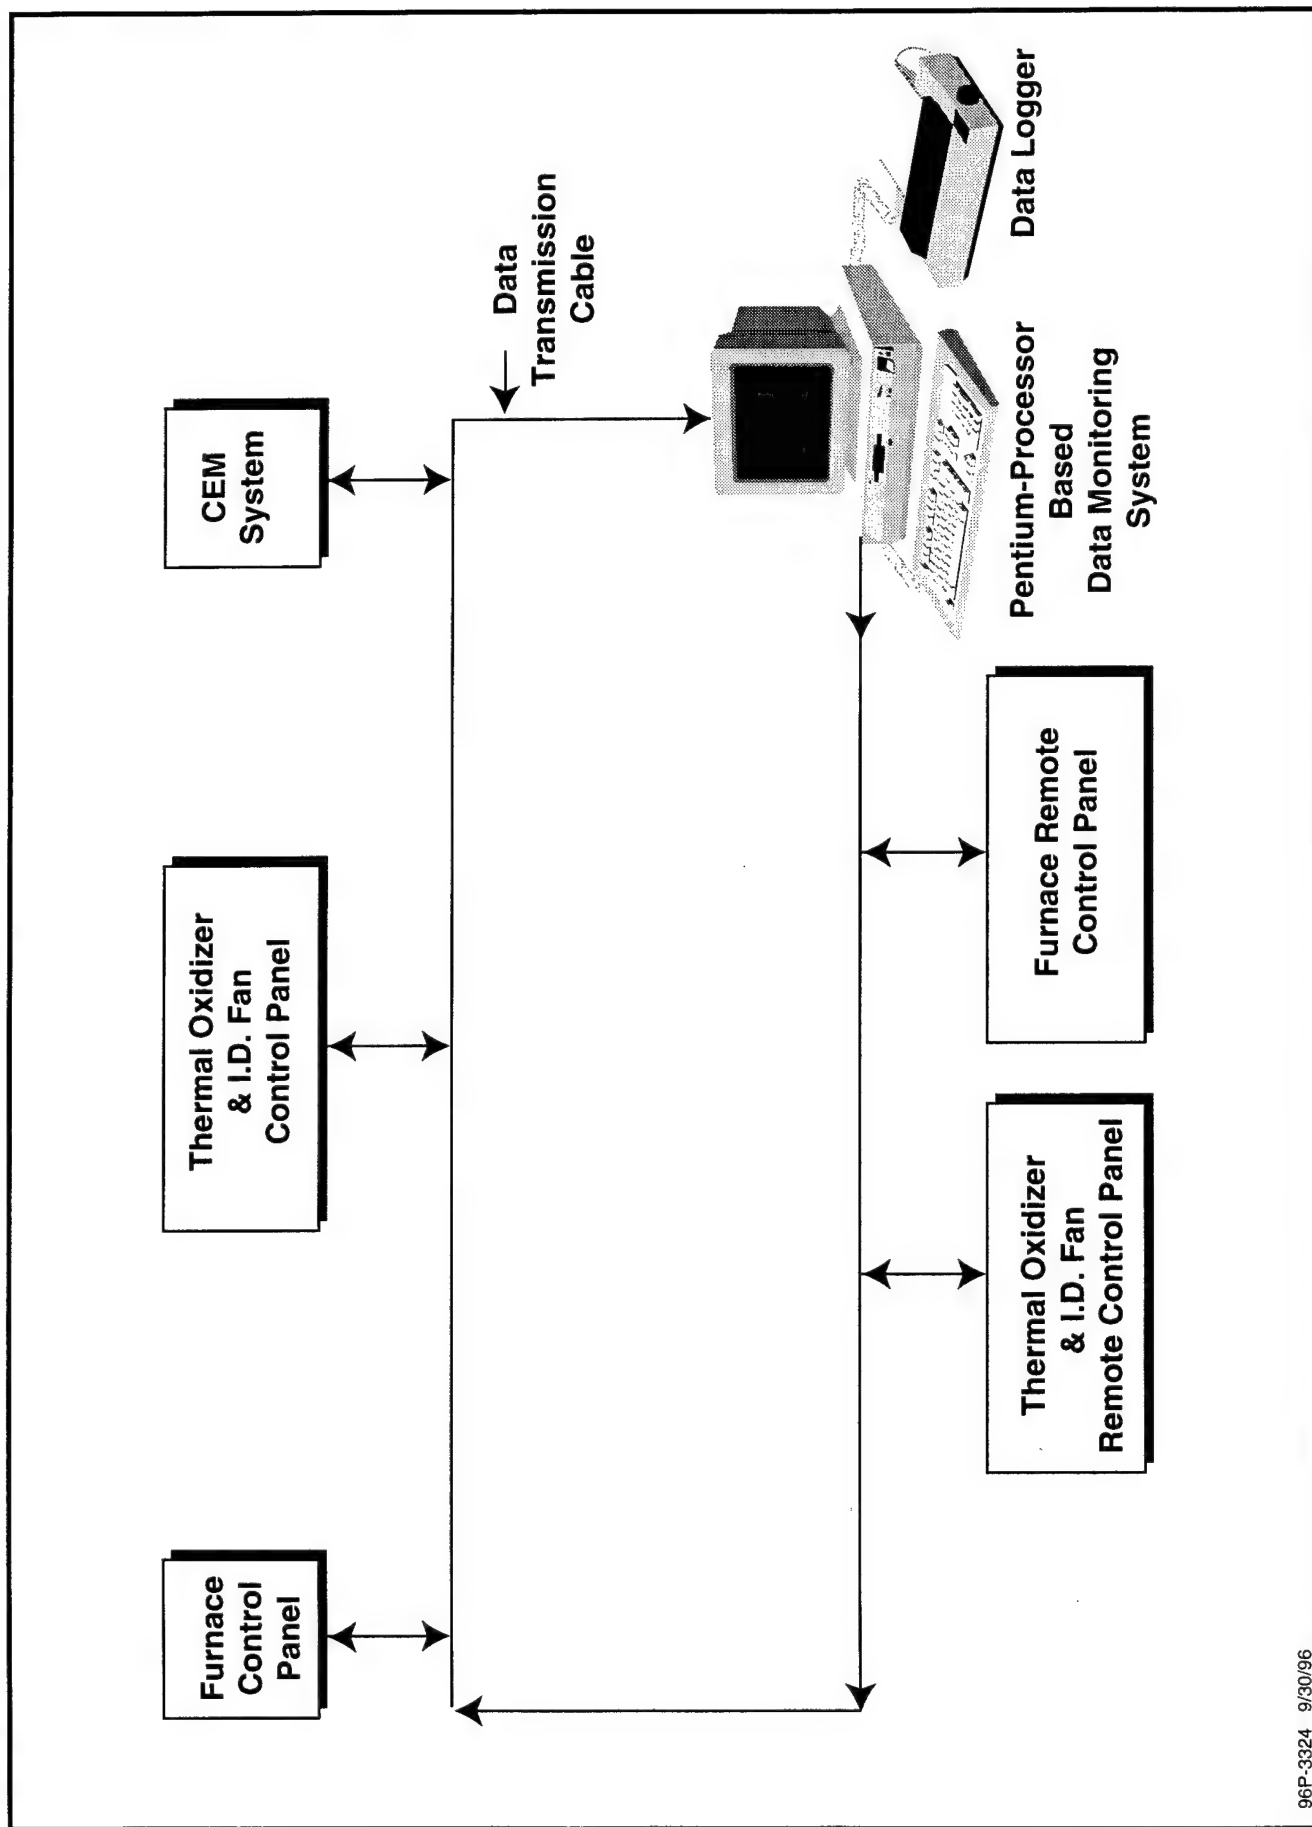 Furnace
Control
Panel
Thermal Oxidizer
& I.D. Fan
Control Panel
CEM
System
Data
Transmission
Cable
Thermal Oxidizer
& I.D. Fan
Remote Control Panel
Furnace Remote
Control Panel
Pentium-Processor
Based
Data Monitoring
System
Data Logger
96P-3324 9/30/96